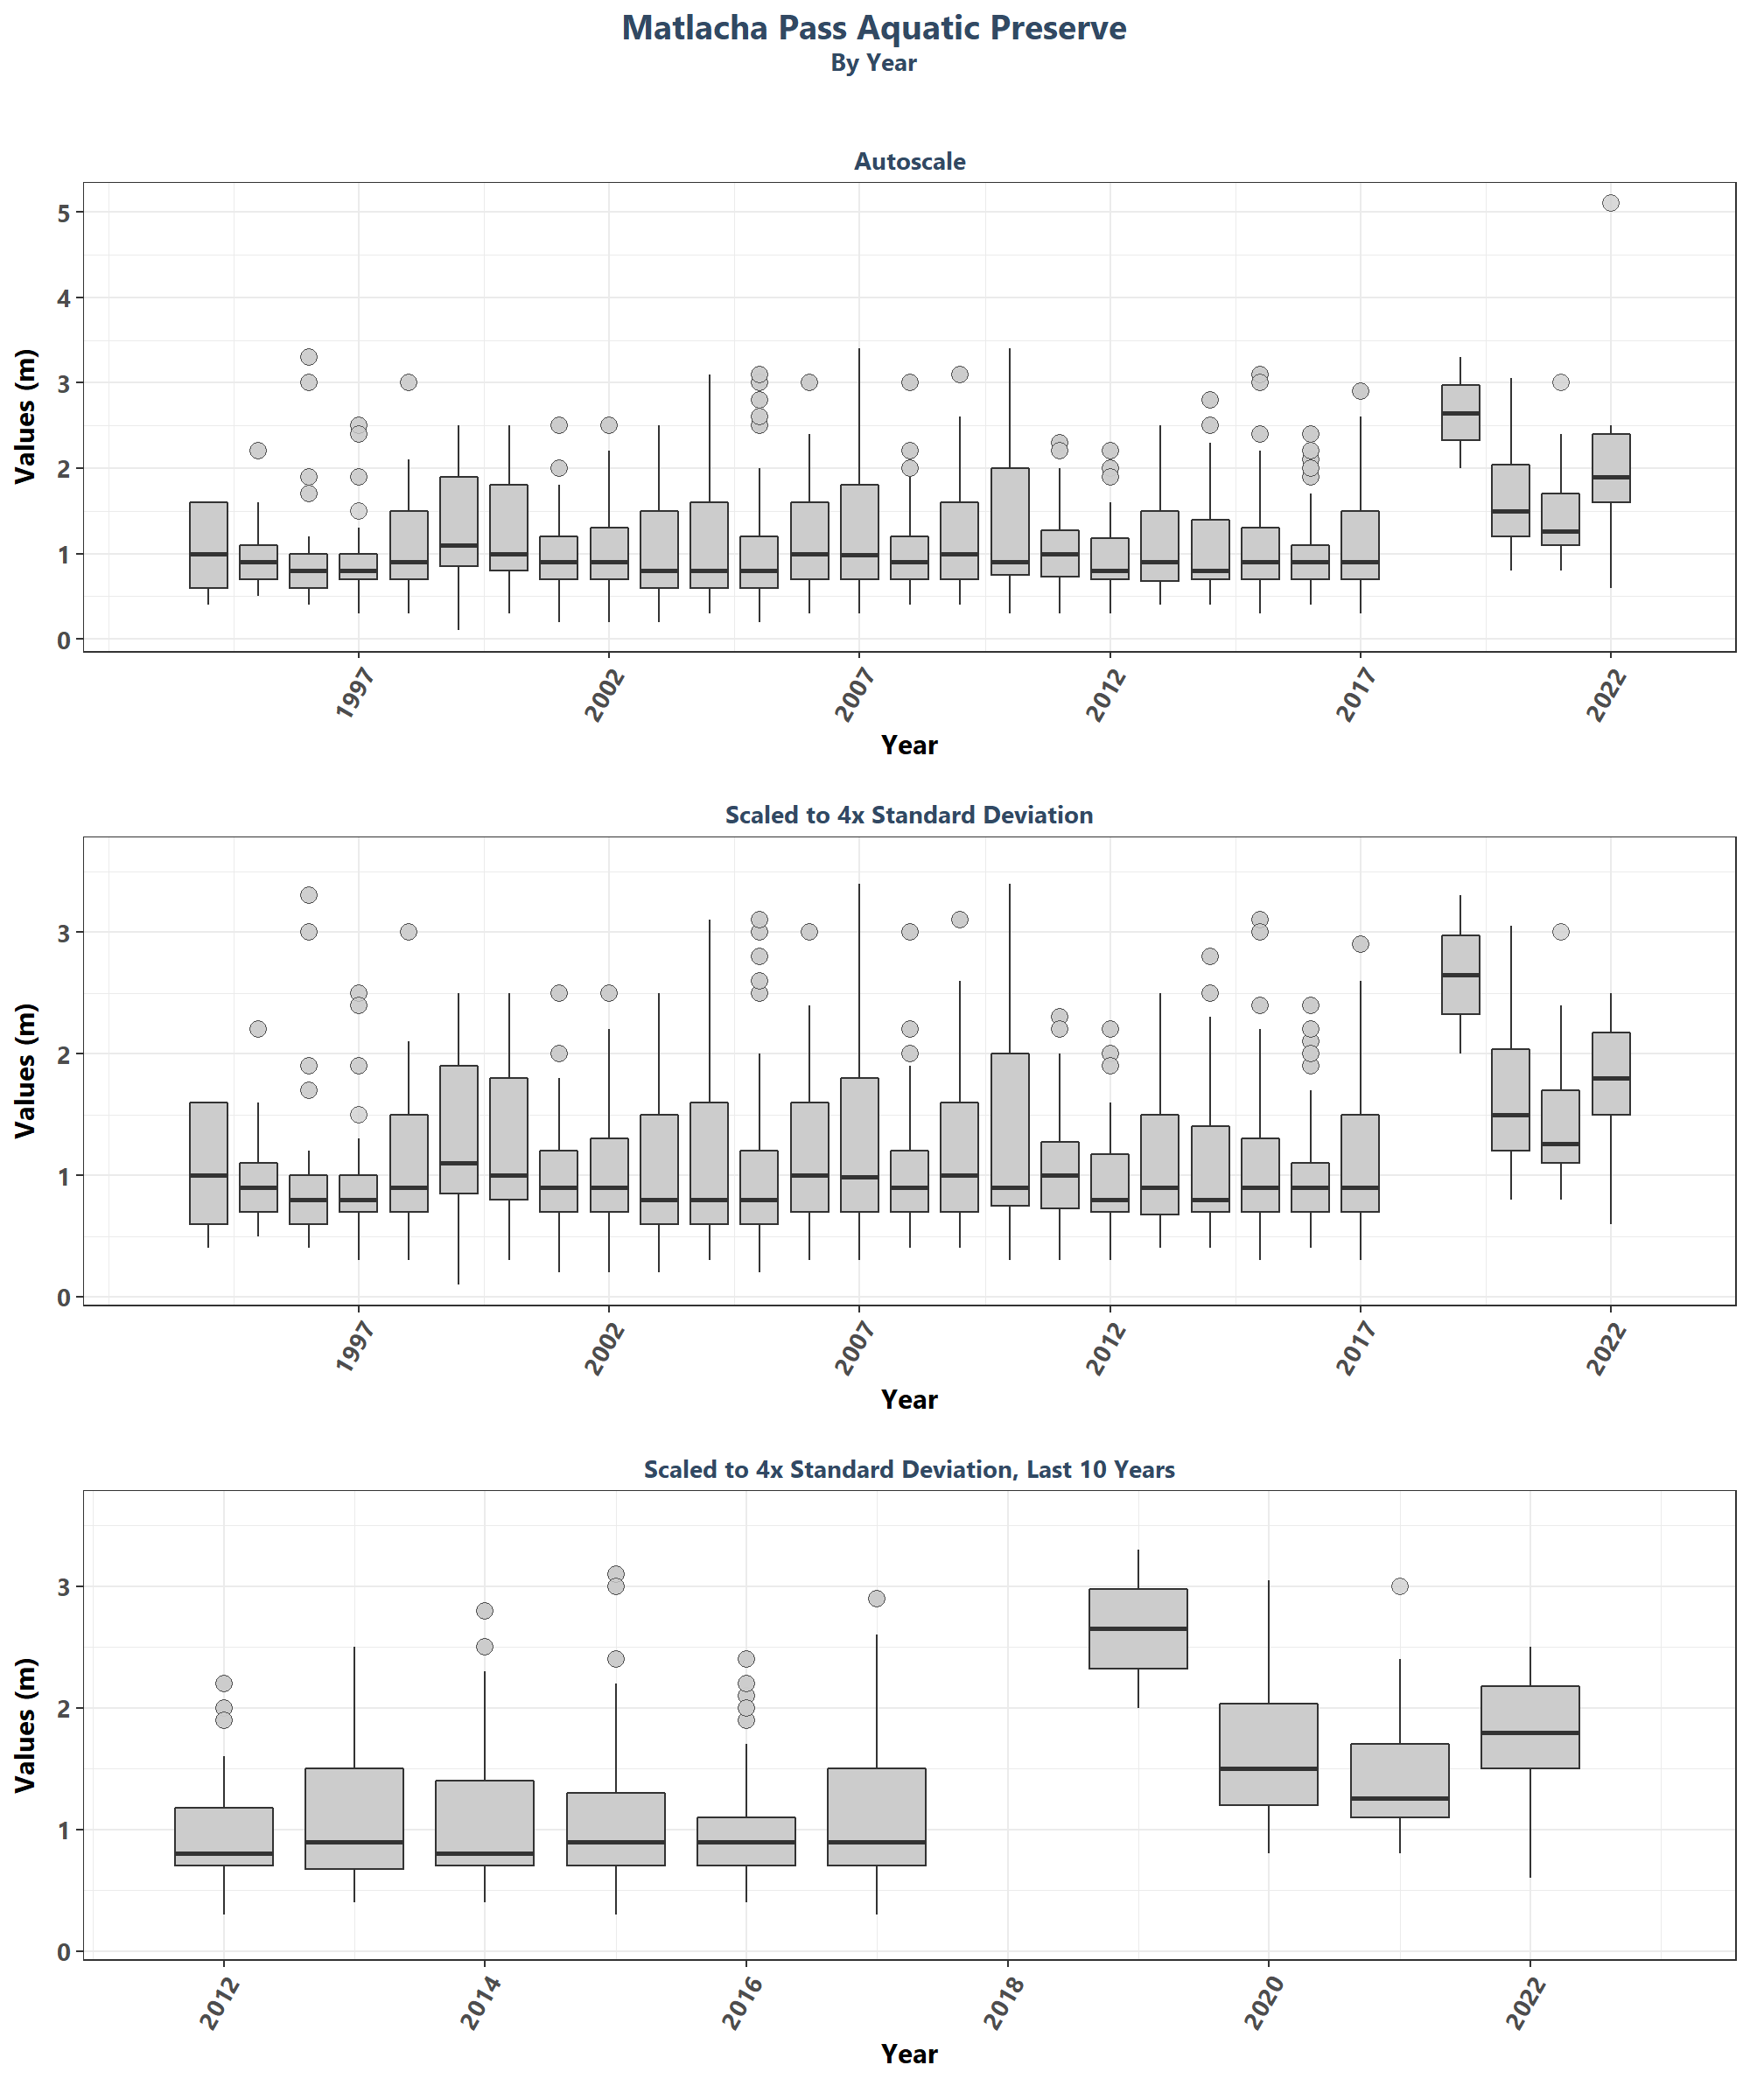 Matlacha Pass Aquatic Preserve
By Year
Autoscale
Values (m)
5
4
3
2
1
0
1997
2002
2007
2012
2017
2022
Year
Scaled to 4x Standard Deviation
Values (m)
3
2
1
0
1997
2002
2007
2012
2017
2022
Year
Scaled to 4x Standard Deviation, Last 10 Years
Values (m)
3
2
1
0
2012
2014
2016
2018
2020
2022
Year